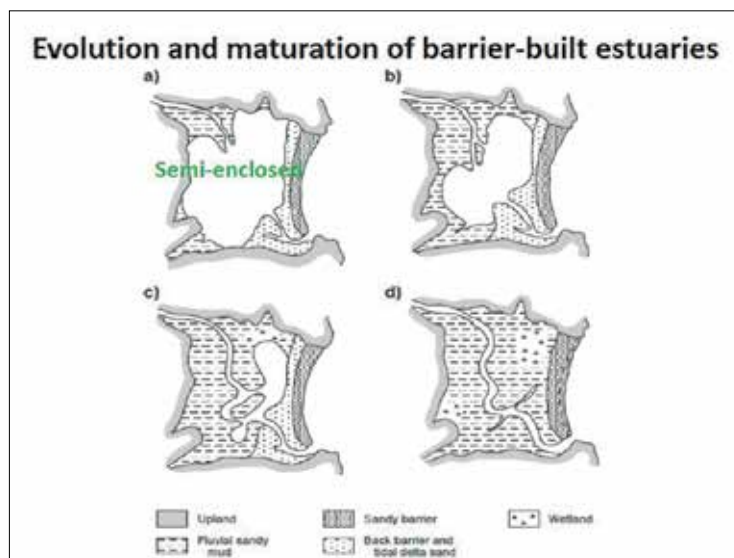 Evolution and maturation of barrier-built estuaries
a)
b)
Semi-enclosed
c)
d)
Upland
Sandy barrier
Wetland
Fluvial sandy
mud
Back barrier and
tidal delta sand